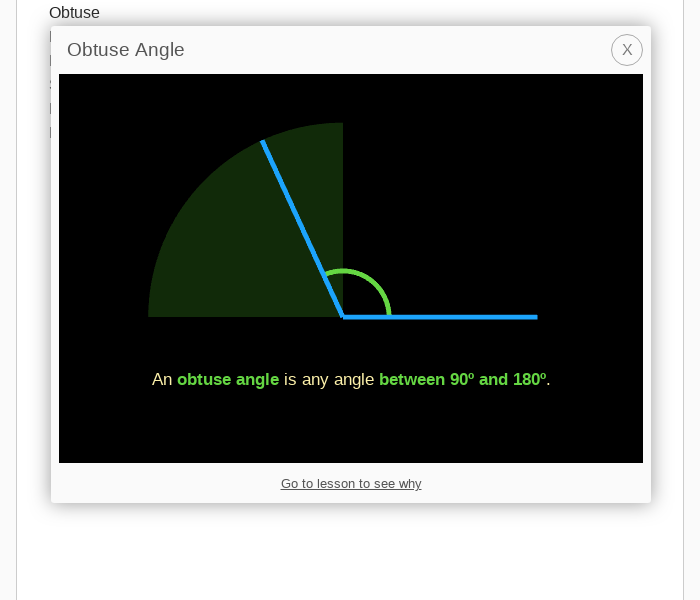 Obtuse
Obtuse Angle
X
An obtuse angle is any angle between 90º and 180º.
Go to lesson to see why